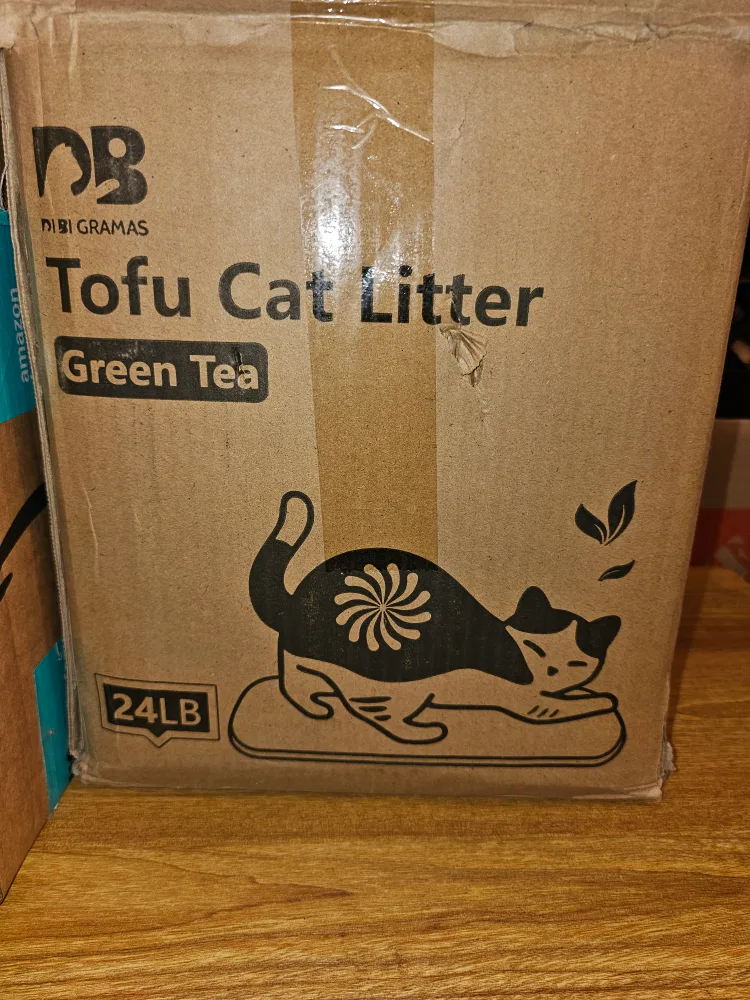 DB
DIBI GRAMAS
Tofu Cat Litter
Green Tea
24LB
amazon